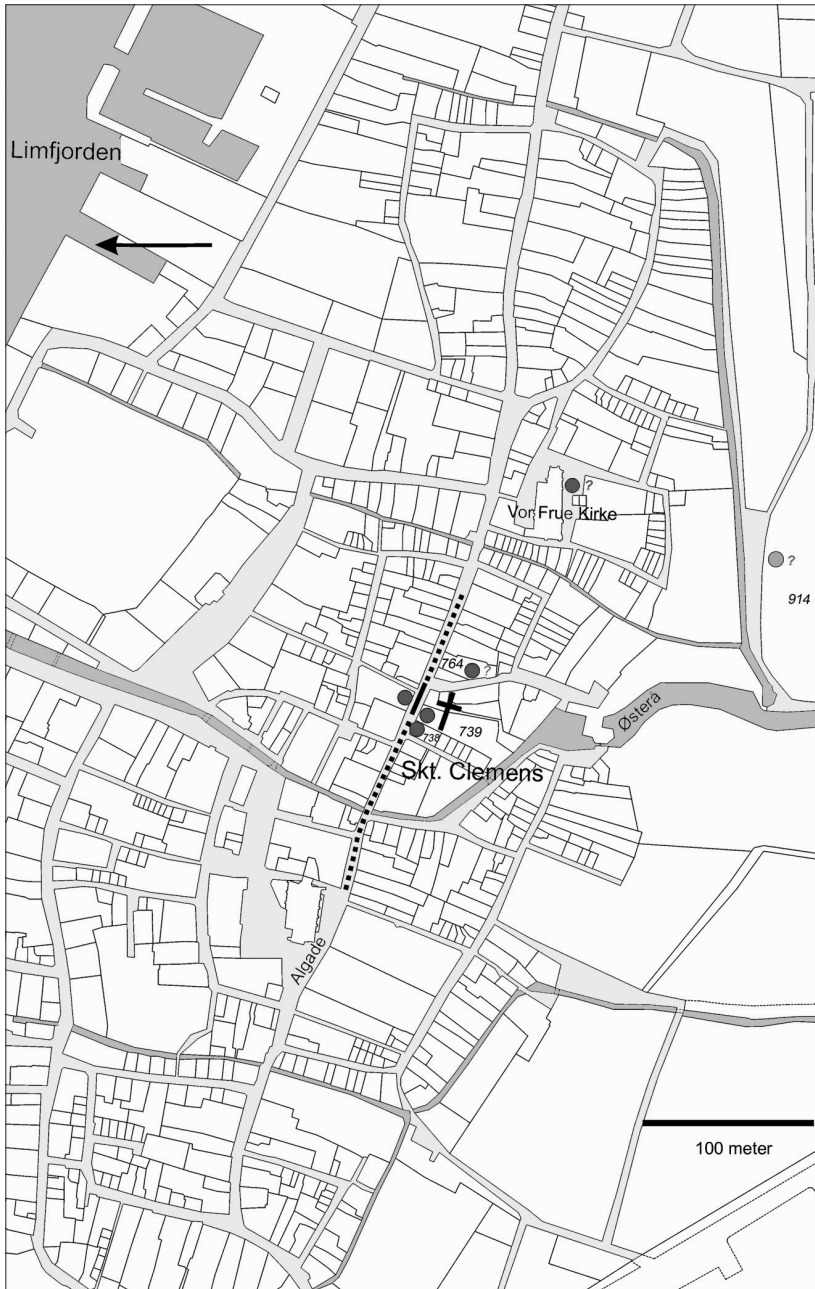 Limfjorden
?
Vor Frue Kirke
?
914
764
?
Østerå
739
738
Skt. Clemens
Algade
100 meter